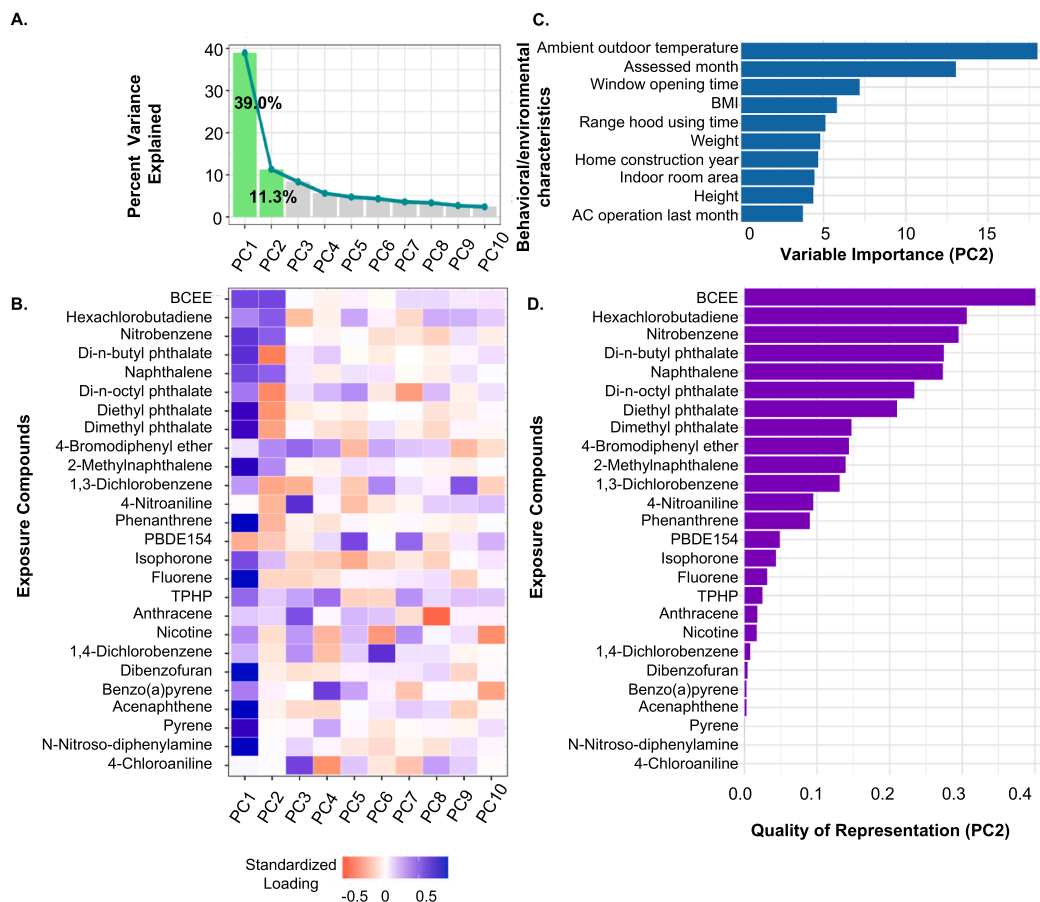 A.
Percent Variance
Explained
40
30
20
10
0
39.0%
11.3%
PC1
PC2
PC3
PC4
PC5
PC6
PC7
PC8
PC9
PC10
C.
Behavioral/environmental
characteristics
Ambient outdoor temperature
Assessed month
Window opening time
BMI
Range hood using time
Weight
Home construction year
Indoor room area
Height
AC operation last month
0 5 10 15
Variable Importance (PC2)
B.
Exposure Compounds
BCEE
Hexachlorobutadiene
Nitrobenzene
Di-n-butyl phthalate
Naphthalene
Di-n-octyl phthalate
Diethyl phthalate
Dimethyl phthalate
4-Bromodiphenyl ether
2-Methylnaphthalene
1,3-Dichlorobenzene
4-Nitroaniline
Phenanthrene
PBDE154
Isophorone
Fluorene
TPHP
Anthracene
Nicotine
1,4-Dichlorobenzene
Dibenzofuran
Benzo(a)pyrene
Acenaphthene
Pyrene
N-Nitroso-diphenylamine
4-Chloroaniline
PC1
PC2
PC3
PC4
PC5
PC6
PC7
PC8
PC9
PC10
Standardized
Loading
-0.5 0 0.5
D.
Exposure Compounds
BCEE
Hexachlorobutadiene
Nitrobenzene
Di-n-butyl phthalate
Naphthalene
Di-n-octyl phthalate
Diethyl phthalate
Dimethyl phthalate
4-Bromodiphenyl ether
2-Methylnaphthalene
1,3-Dichlorobenzene
4-Nitroaniline
Phenanthrene
PBDE154
Isophorone
Fluorene
TPHP
Anthracene
Nicotine
1,4-Dichlorobenzene
Dibenzofuran
Benzo(a)pyrene
Acenaphthene
Pyrene
N-Nitroso-diphenylamine
4-Chloroaniline
0.0 0.1 0.2 0.3 0.4
Quality of Representation (PC2)